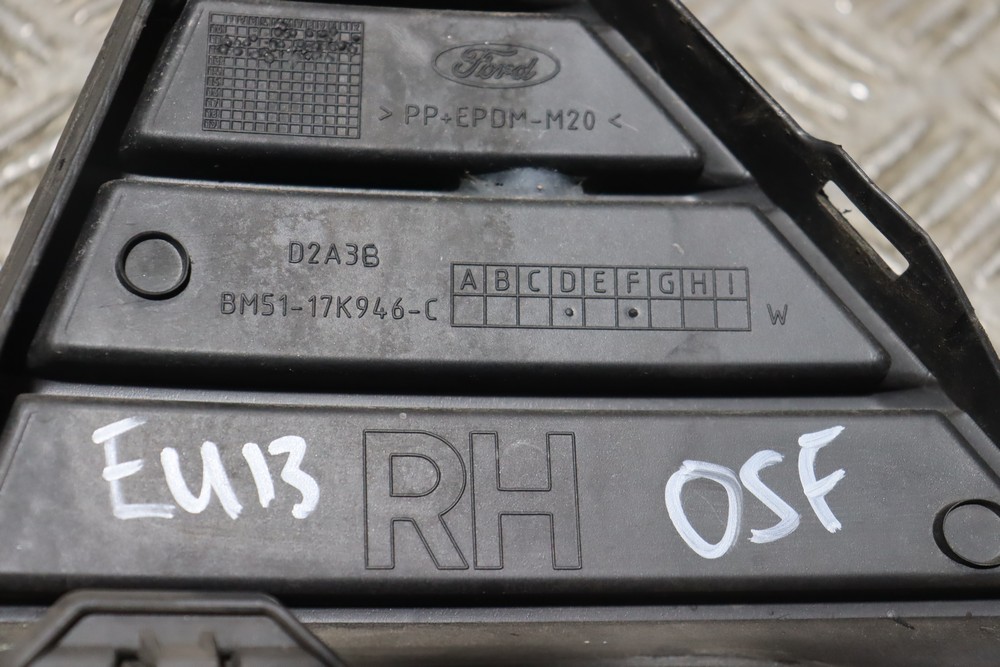 Ford
> PP+EPDM-M20 <
D2A3B
BM51-17K946-C
A B C D E F G H I
W
EU13
RH
OSF